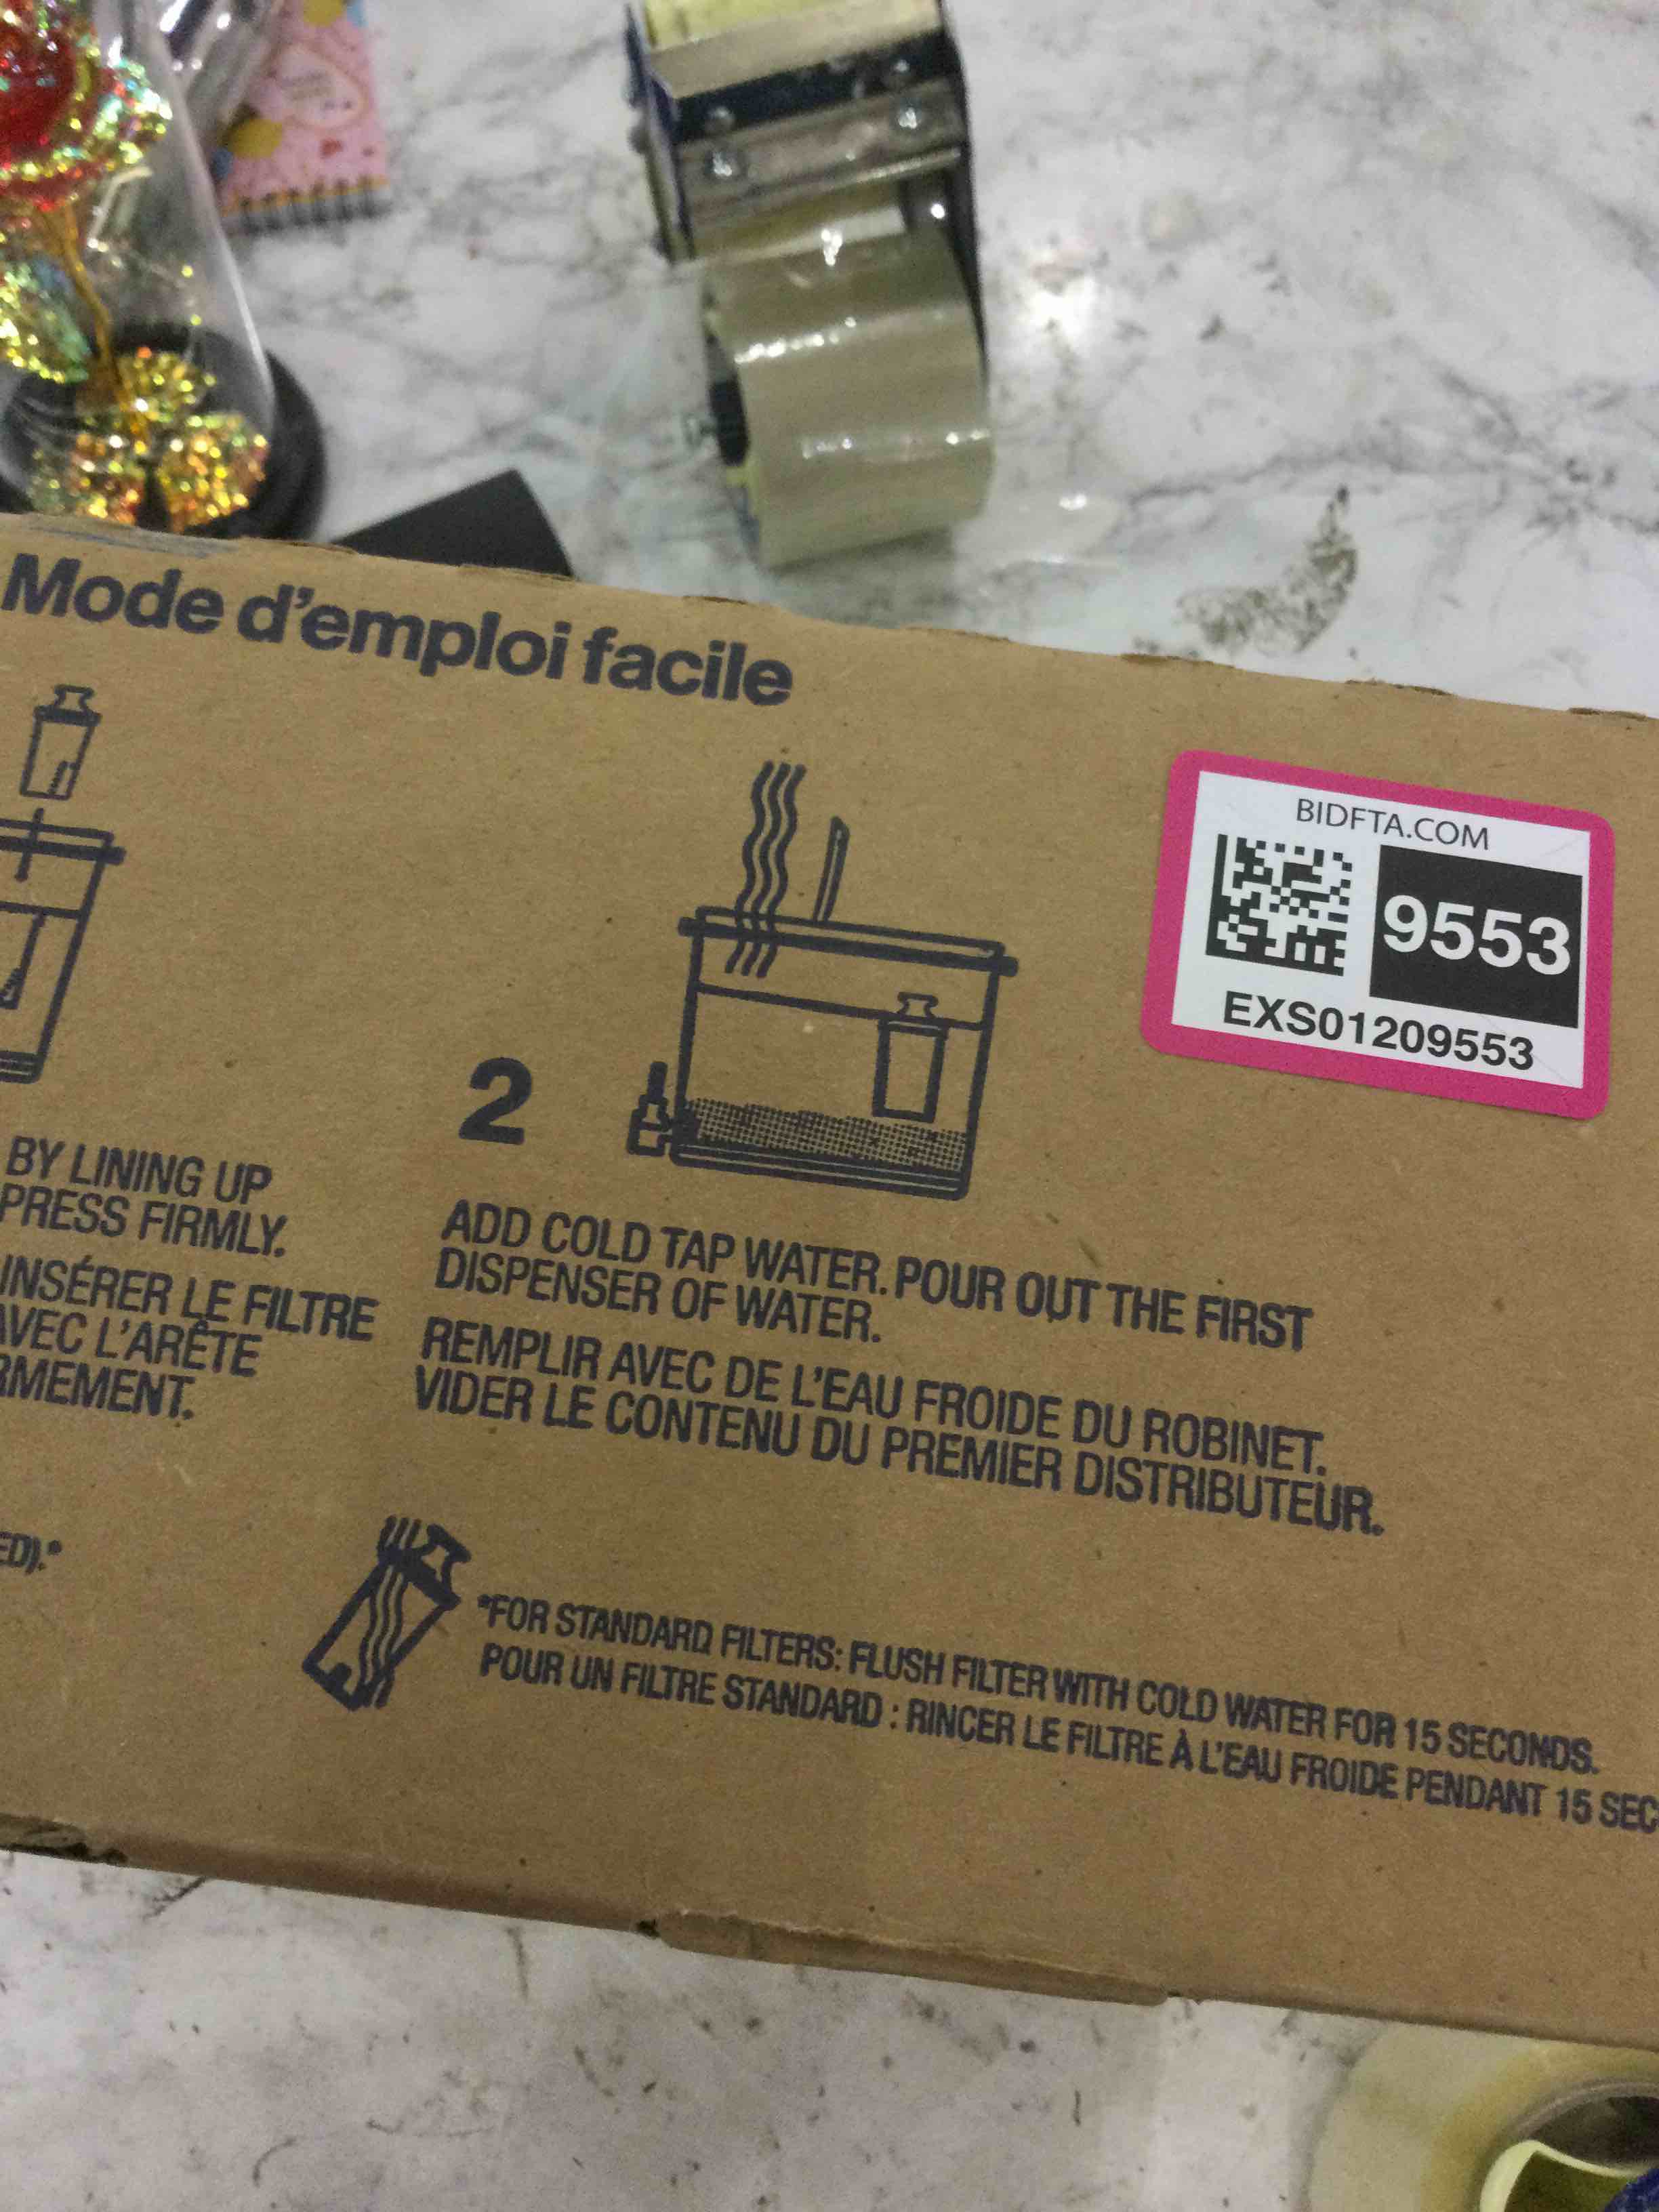 Mode d'emploi facile
BIDFTA.COM
9553
EXS01209553
BY LINING UP
PRESS FIRMLY.
INSÉRER LE FILTRE
AVEC L'ARÊTE
RMEMENT.
2
ADD COLD TAP WATER. POUR OUT THE FIRST
DISPENSER OF WATER.
REMPLIR AVEC DE L'EAU FROIDE DU ROBINET.
VIDER LE CONTENU DU PREMIER DISTRIBUTEUR.
ED).*
*FOR STANDARD FILTERS: FLUSH FILTER WITH COLD WATER FOR 15 SECONDS.
POUR UN FILTRE STANDARD : RINCER LE FILTRE À L'EAU FROIDE PENDANT 15 SEC